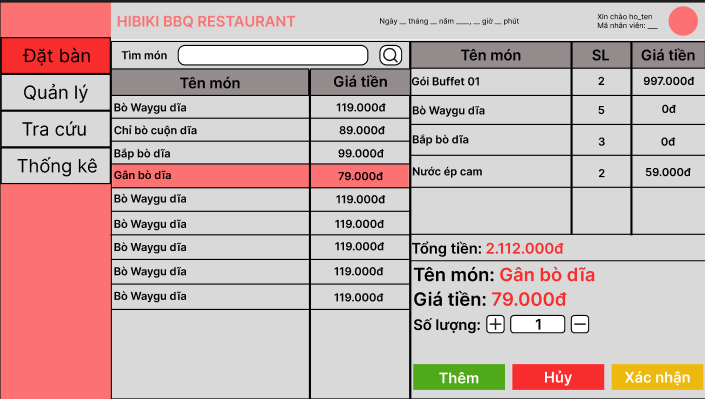 HIBIKI BBQ RESTAURANT
Ngày __ tháng __ năm ____, __ giờ __ phút
Xin chào ho_ten
Mã nhân viên: ___
Đặt bàn
Quản lý
Tra cứu
Thống kê
Tìm món
Tên món Giá tiền
Bò Waygu dĩa 119.000đ
Chỉ bò cuộn dĩa 89.000đ
Bắp bò dĩa 99.000đ
Gân bò dĩa 79.000đ
Bò Waygu dĩa 119.000đ
Bò Waygu dĩa 119.000đ
Bò Waygu dĩa 119.000đ
Bò Waygu dĩa 119.000đ
Bò Waygu dĩa 119.000đ
Tên món SL Giá tiền
Gói Buffet 01 2 997.000đ
Bò Waygu dĩa 5 0đ
Bắp bò dĩa 3 0đ
Nước ép cam 2 59.000đ
Tổng tiền: 2.112.000đ
Tên món: Gân bò dĩa
Giá tiền: 79.000đ
Số lượng: + 1 −
Thêm Hủy Xác nhận